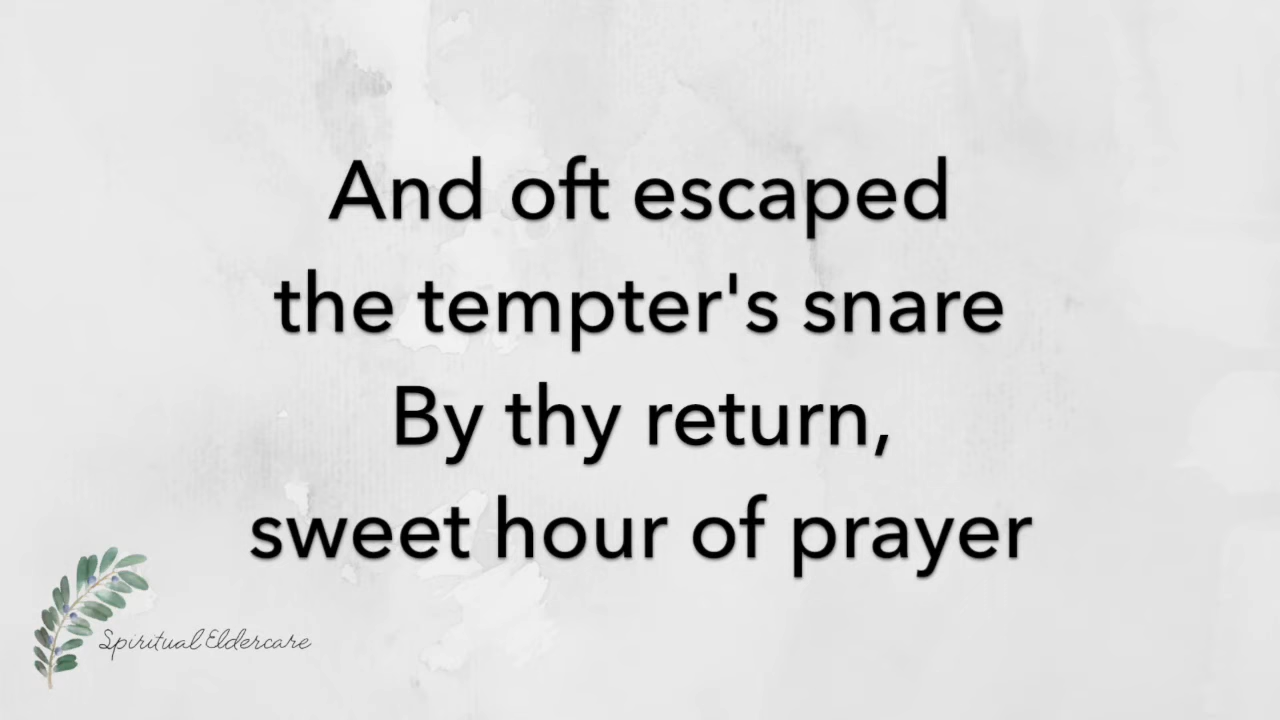 And oft escaped
the tempter's snare
By thy return,
sweet hour of prayer
Spiritual Eldercare